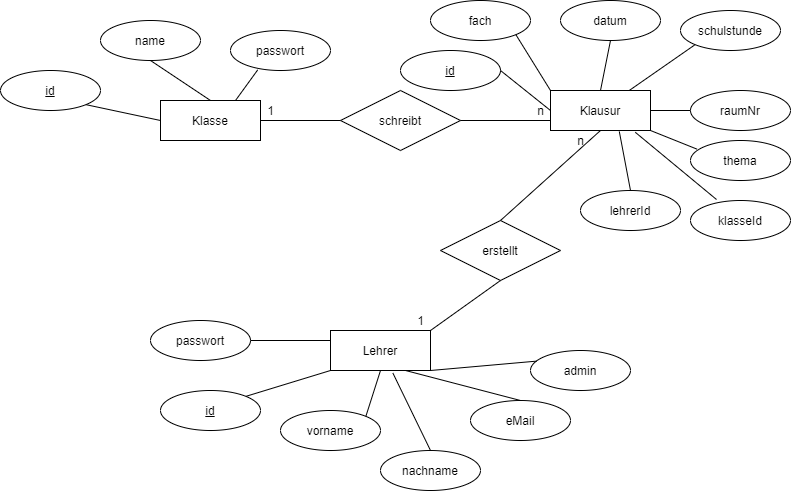 fach
datum
schulstunde
name
passwort
id
id
Klasse
1
schreibt
n
Klausur
raumNr
n
thema
lehrerId
klasseId
erstellt
1
passwort
Lehrer
admin
id
vorname
eMail
nachname